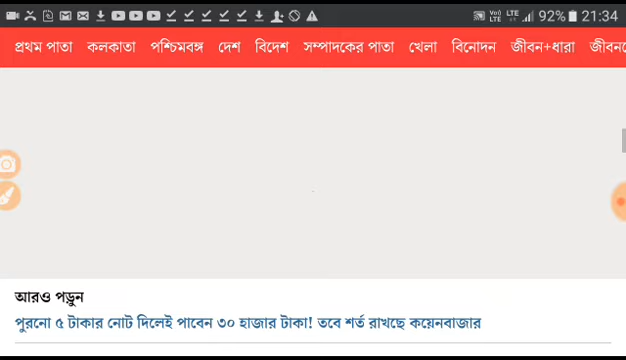 92% 21:34
প্রথম পাতা কলকাতা পশ্চিমবঙ্গ দেশ বিদেশ সম্পাদকের পাতা খেলা বিনোদন জীবন+ধারা
আরও পড়ুন
পুরনো ৫ টাকার নোট দিলেই পাবেন ৩০ হাজার টাকা! তবে শর্ত রাখছে কয়েনবাজার